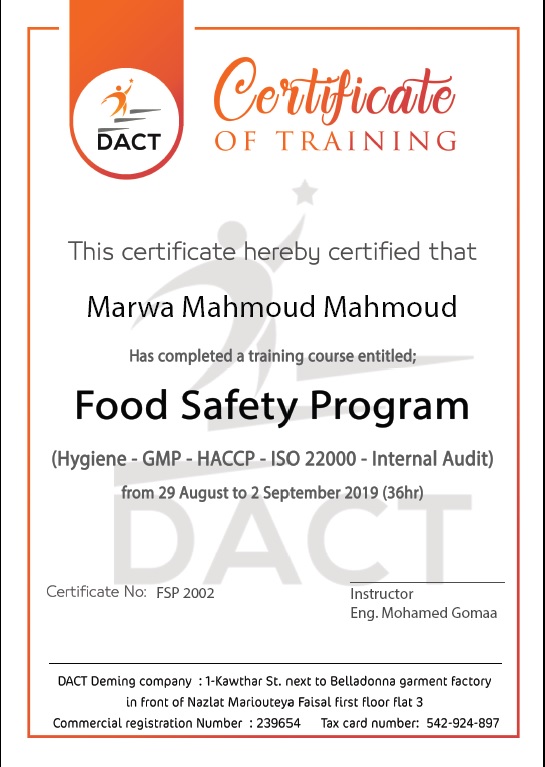 DACT
Certificate
OF TRAINING
This certificate hereby certified that
Marwa Mahmoud Mahmoud
Has completed a training course entitled;
Food Safety Program
(Hygiene - GMP - HACCP - ISO 22000 - Internal Audit)
from 29 August to 2 September 2019 (36hr)
DACT
Certificate No: FSP 2002
Instructor
Eng. Mohamed Gomaa
DACT Deming company : 1-Kawthar St. next to Belladonna garment factory
in front of Nazlat Mariouteya Faisal first floor flat 3
Commercial registration Number : 239654 Tax card number: 542-924-897